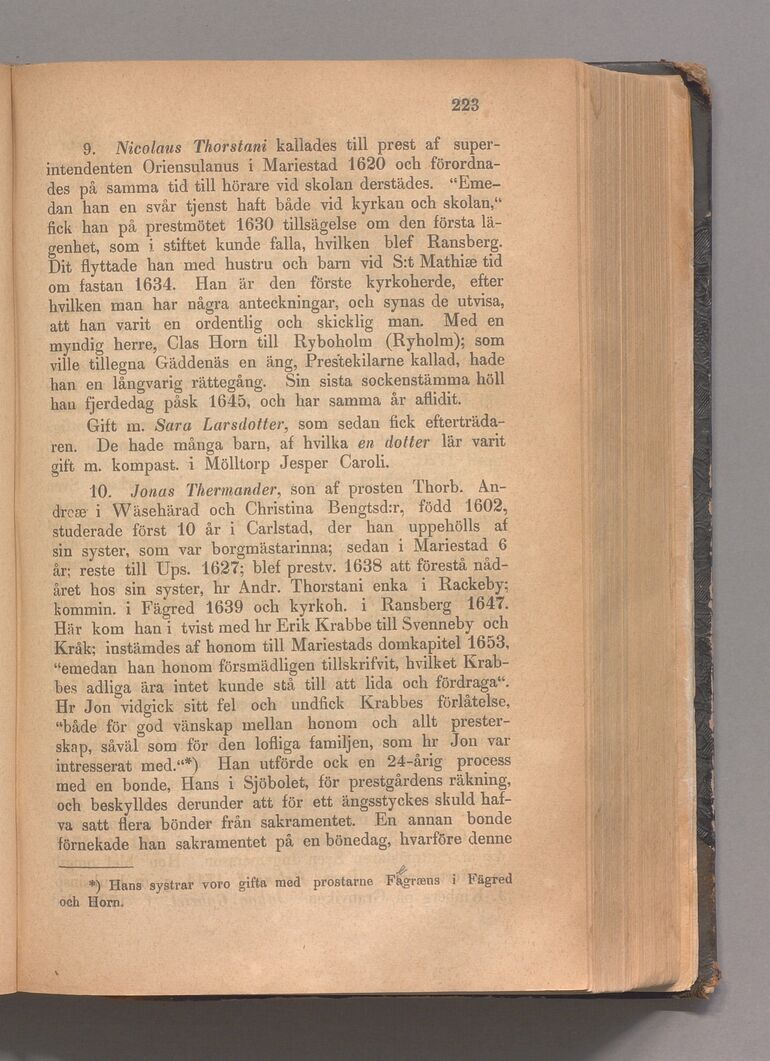 223
9. Nicolaus Thorstani kallades till prest af super-
intendenten Oriensulanus i Mariestad 1620 och förordna-
des på samma tid till hörare vid skolan derstädes. “Eme-
dan han en svår tjenst haft både vid kyrkan och skolan,“
fick han på prestmötet 1630 tillsägelse om den första lä-
genhet, som i stiftet kunde falla, hvilken blef Ransberg.
Dit flyttade han med hustru och barn vid S:t Mathiæ tid
om fastan 1634. Han är den förste kyrkoherde, efter
hvilken man har några anteckningar, och synas de utvisa,
att han varit en ordentlig och skicklig man. Med en
myndig herre, Clas Horn till Ryboholm (Ryholm); som
ville tillegna Gäddenäs en äng, Prestekilarne kallad, hade
han en långvarig rättegång. Sin sista sockenstämma höll
han fjerdedag påsk 1645, och har samma år aflidit.
Gift m. Sara Larsdotter, som sedan fick efterträda-
ren. De hade många barn, af hvilka en dotter lär varit
gift m. kompast. i Mölltorp Jesper Caroli.
10. Jonas Thermander, son af prosten Thorb. An-
dreæ i Wäsehärad och Christina Bengtsd:r, född 1602,
studerade först 10 år i Carlstad, der han uppehölls af
sin syster, som var borgmästarinna; sedan i Mariestad 6
år; reste till Ups. 1627; blef prestv. 1638 att förestå nåd-
året hos sin syster, hr Andr. Thorstani enka i Rackeby;
kommin. i Fägred 1639 och kyrkoh. i Ransberg 1647.
Här kom han i tvist med hr Erik Krabbe till Svenneby och
Kråk; instämdes af honom till Mariestads domkapitel 1653,
“emedan han honom försmädligen tillskrifvit, hvilket Krab-
bes adliga ära intet kunde stå till att lida och fördraga“.
Hr Jon vidgick sitt fel och undfick Krabbes förlåtelse,
“både för god vänskap mellan honom och allt prester-
skap, såväl som för den lofliga familjen, som hr Jon var
intresserat med.“*) Han utförde ock en 24-årig process
med en bonde, Hans i Sjöbolet, för prestgårdens räkning,
och beskylldes derunder att för ett ängsstyckes skuld haf-
va satt flera bönder från sakramentet. En annan bonde
förnekade han sakramentet på en bönedag, hvarföre denne
*) Hans systrar voro gifta med prostarne Fågræns i Fägred
och Horn.